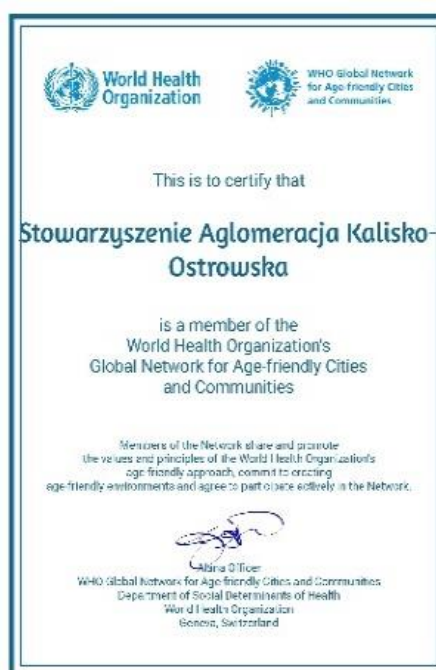 World Health
Organization
WHO Global Network
for Age-friendly Cities
and Communities
This is to certify that
Stowarzyszenie Aglomeracja Kalisko-
Ostrowska
is a member of the
World Health Organization's
Global Network for Age-friendly Cities
and Communities
Members of the Network share and promote
the values and principles of the World Health Organization's
age-friendly approach, commit to creating
age-friendly environments and agree to participate actively in the Network.
Alana Officer
WHO Global Network for Age-friendly Cities and Communities
Department of Social Determinants of Health
World Health Organization
Geneva, Switzerland